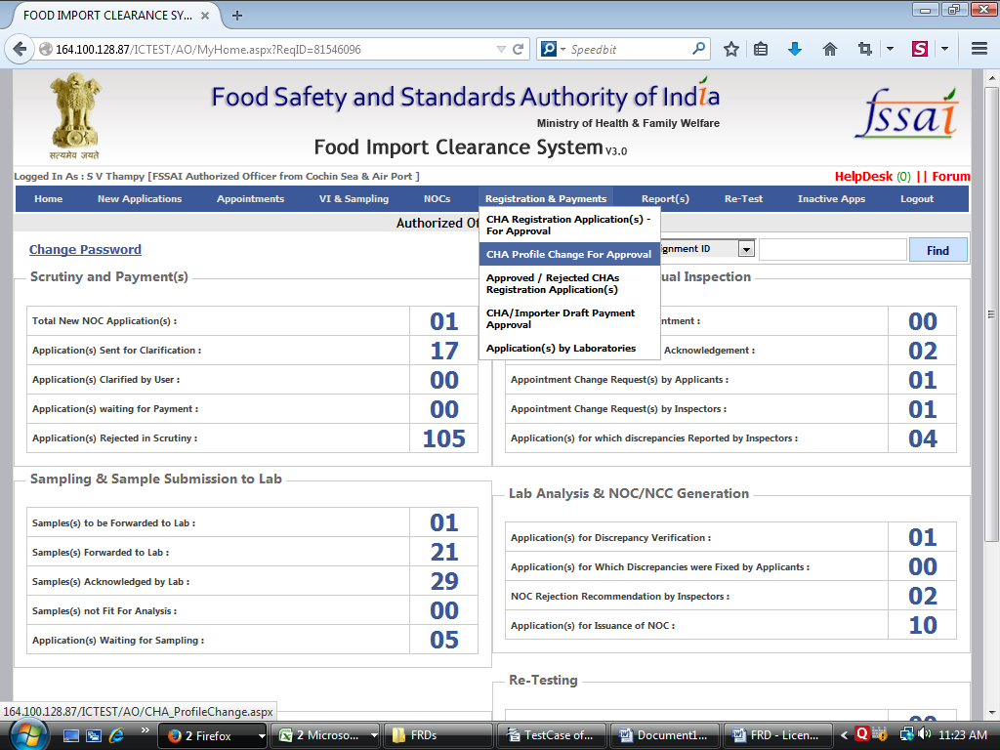 FOOD IMPORT CLEARANCE SY...
164.100.128.87/ICTEST/AO/MyHome.aspx?ReqID=81546096
Speedbit
S
सत्यमेव जयते
Food Safety and Standards Authority of India
Ministry of Health & Family Welfare
Food Import Clearance System V3.0
fssai
Logged In As : S V Thampy [FSSAI Authorized Officer from Cochin Sea & Air Port ]
HelpDesk (0) || Forum
Home New Applications Appointments VI & Sampling NOCs Registration & Payments Report(s) Re-Test Inactive Apps Logout
Authorized Of
CHA Registration Application(s) -
For Approval
CHA Profile Change For Approval
Approved / Rejected CHAs
Registration Application(s)
CHA/Importer Draft Payment
Approval
Application(s) by Laboratories
Change Password
gnment ID
Find
Scrutiny and Payment(s)
Total New NOC Application(s) : 01
Application(s) Sent for Clarification : 17
Application(s) Clarified by User : 00
Application(s) waiting for Payment : 00
Application(s) Rejected in Scrutiny : 105
ual Inspection
ntment : 00
Acknowledgement : 02
Appointment Change Request(s) by Applicants : 01
Appointment Change Request(s) by Inspectors : 01
Application(s) for which discrepancies Reported by Inspectors : 04
Sampling & Sample Submission to Lab
Samples(s) to be Forwarded to Lab : 01
Samples(s) Forwarded to Lab : 21
Samples(s) Acknowledged by Lab : 29
Samples(s) not Fit For Analysis : 00
Application(s) Waiting for Sampling : 05
Lab Analysis & NOC/NCC Generation
Application(s) for Discrepancy Verification : 01
Application(s) for Which Discrepancies were Fixed by Applicants : 00
NOC Rejection Recommendation by Inspectors : 02
Application(s) for Issuance of NOC : 10
Re-Testing
164.100.128.87/ICTEST/AO/CHA_ProfileChange.aspx
2 Firefox
2 Microso...
FRDs
TestCase of...
Document1...
FRD - Licen...
11:23 AM